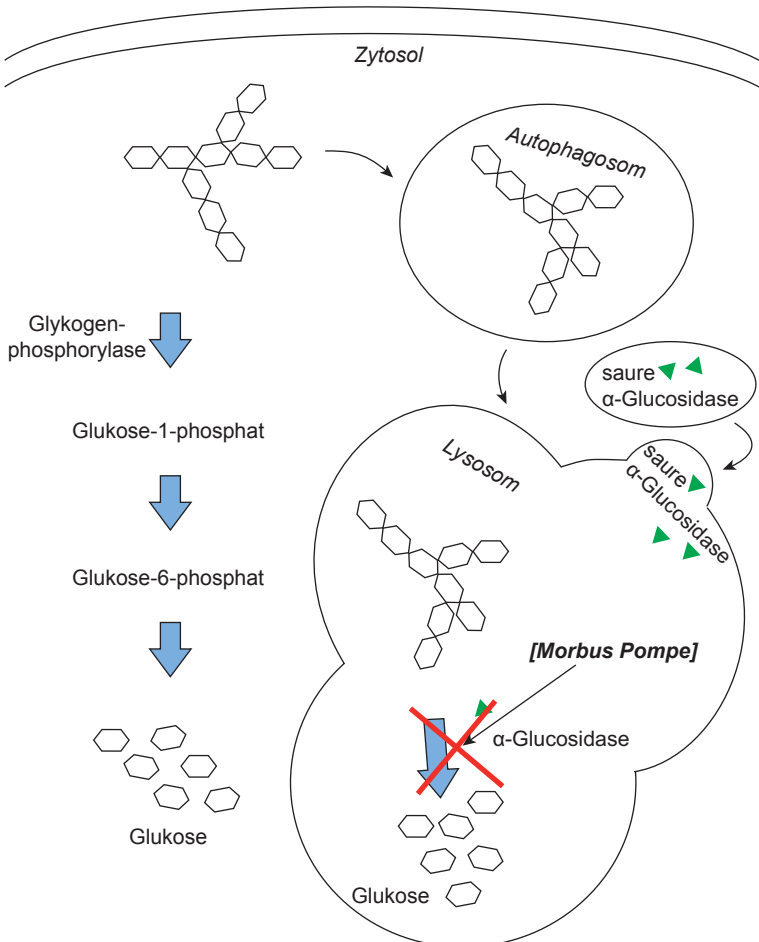 Zytosol
Autophagosom
Glykogen-
phosphorylase
saure
α-Glucosidase
Glukose-1-phosphat
Lysosom
saure
α-Glucosidase
Glukose-6-phosphat
[Morbus Pompe]
α-Glucosidase
Glukose
Glukose